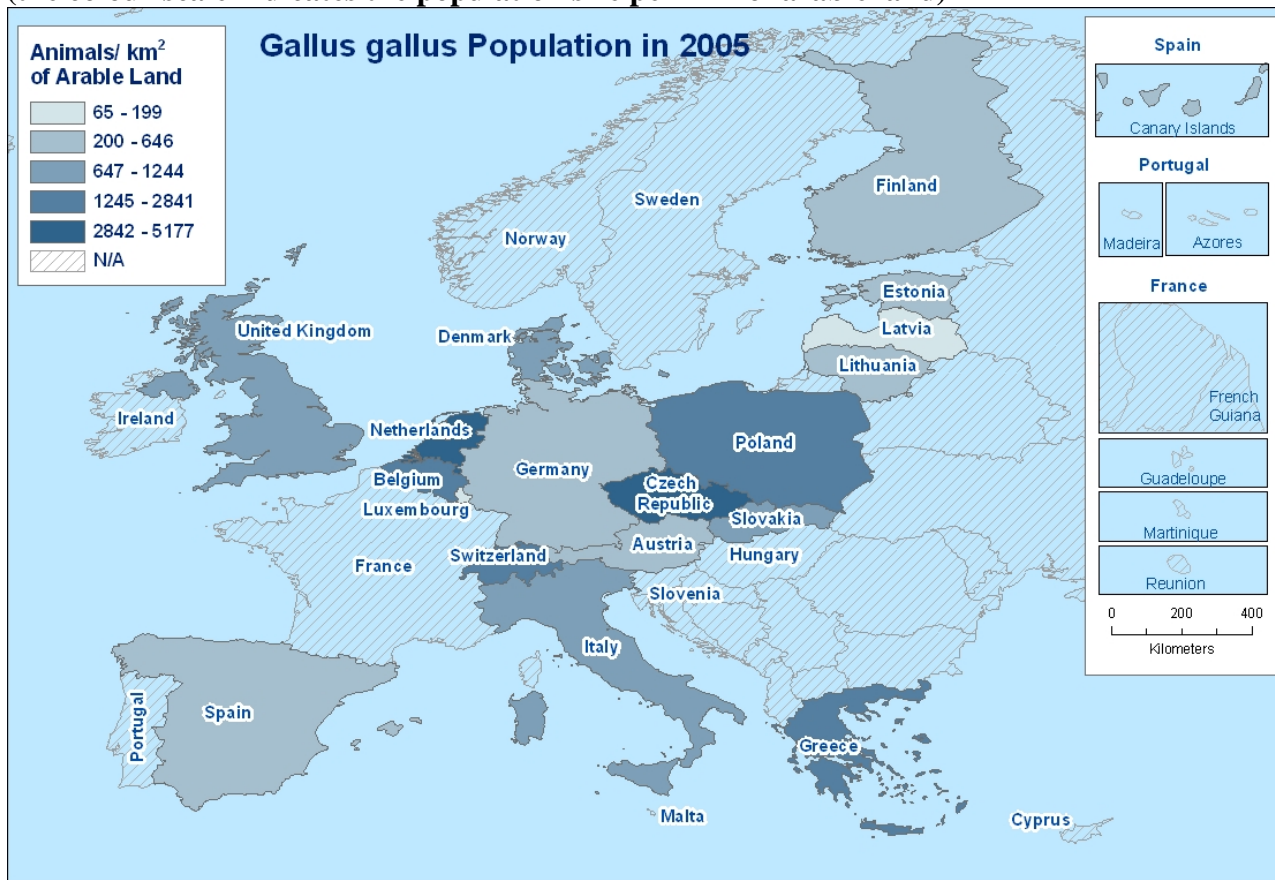 Gallus gallus Population in 2005
Animals/ km²
of Arable Land
65 - 199
200 - 646
647 - 1244
1245 - 2841
2842 - 5177
N/A
Finland
Sweden
Norway
Estonia
Latvia
Lithuania
United Kingdom
Denmark
Ireland
Netherlands
Poland
Germany
Belgium
Czech
Republic
Luxembourg
Slovakia
Austria
Hungary
Switzerland
France
Slovenia
Italy
Spain
Portugal
Greece
Malta
Cyprus
Spain
Canary Islands
Portugal
Madeira
Azores
France
French
Guiana
Guadeloupe
Martinique
Reunion
0 200 400
Kilometers